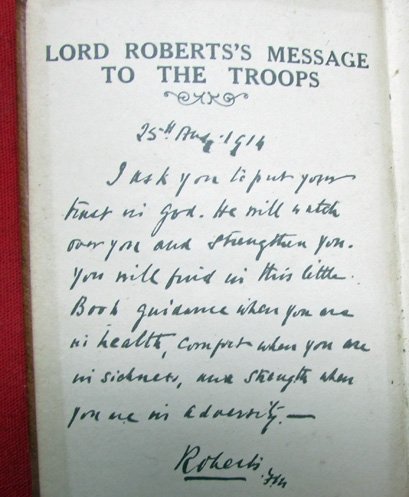 LORD ROBERTS'S MESSAGE
TO THE TROOPS
25th Aug. 1914
I ask you to put your
trust in God. He will watch
over you and strengthen you.
You will find in this little
Book guidance when you are
in health, comfort when you are
in sickness, and strength when
you are in adversity.—
Roberts FM